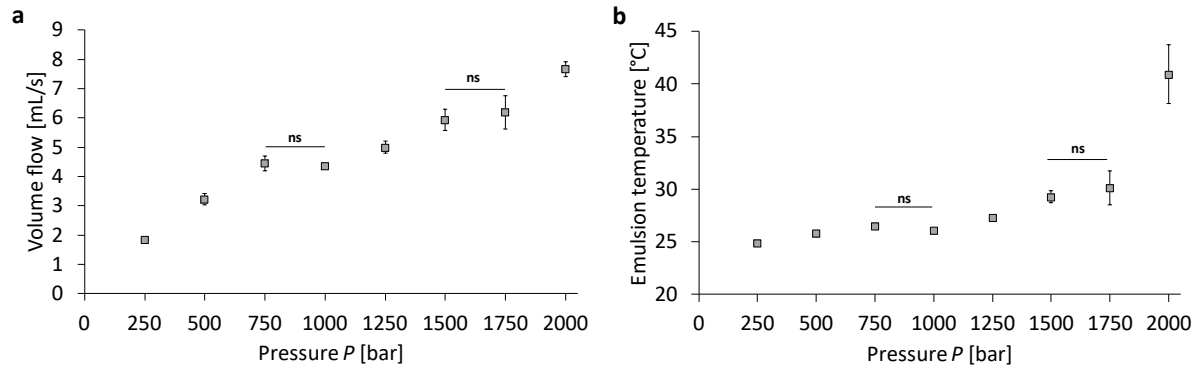 a
9
8
7
6
5
4
3
2
1
0
Volume flow [mL/s]
ns
ns
0 250 500 750 1000 1250 1500 1750 2000
Pressure P [bar]
b
45
40
35
30
25
20
Emulsion temperature [°C]
ns
ns
0 250 500 750 1000 1250 1500 1750 2000
Pressure P [bar]